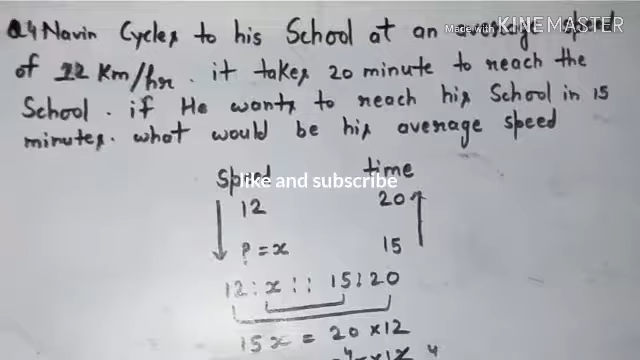 Made with KINEMASTER
Q4 Navin Cycles to his School at an average speed
of 12 Km/hr. it takes 20 minute to reach the
School. if He wants to reach his School in 15
minutes. what would be his average speed
Speed time
like and subscribe
12 20
? = x 15
12 : x :: 15 : 20
15x = 20 × 12